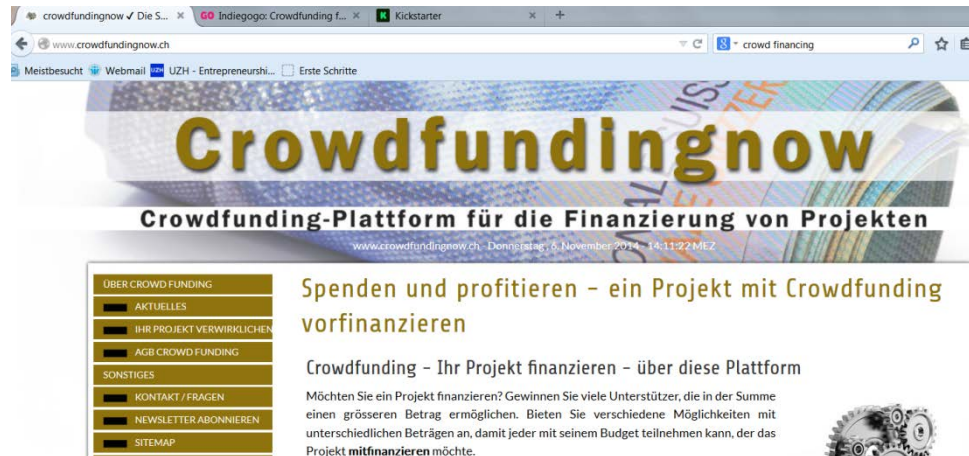 crowdfundingnow ✓ Die S... ×
GO Indiegogo: Crowdfunding f... ×
K Kickstarter ×
+
www.crowdfundingnow.ch
8 crowd financing
Meistbesucht Webmail UZH UZH - Entrepreneurshi... Erste Schritte
Crowdfundingnow
Crowdfunding-Plattform für die Finanzierung von Projekten
www.crowdfundingnow.ch - Donnerstag, 6. November 2014 - 14:11:22 MEZ
ÜBER CROWD FUNDING
AKTUELLES
IHR PROJEKT VERWIRKLICHEN
AGB CROWD FUNDING
SONSTIGES
KONTAKT / FRAGEN
NEWSLETTER ABONNIEREN
SITEMAP
Spenden und profitieren – ein Projekt mit Crowdfunding
vorfinanzieren
Crowdfunding – Ihr Projekt finanzieren – über diese Plattform
Möchten Sie ein Projekt finanzieren? Gewinnen Sie viele Unterstützer, die in der Summe
einen grösseren Betrag ermöglichen. Bieten Sie verschiedene Möglichkeiten mit
unterschiedlichen Beträgen an, damit jeder mit seinem Budget teilnehmen kann, der das
Projekt mitfinanzieren möchte.